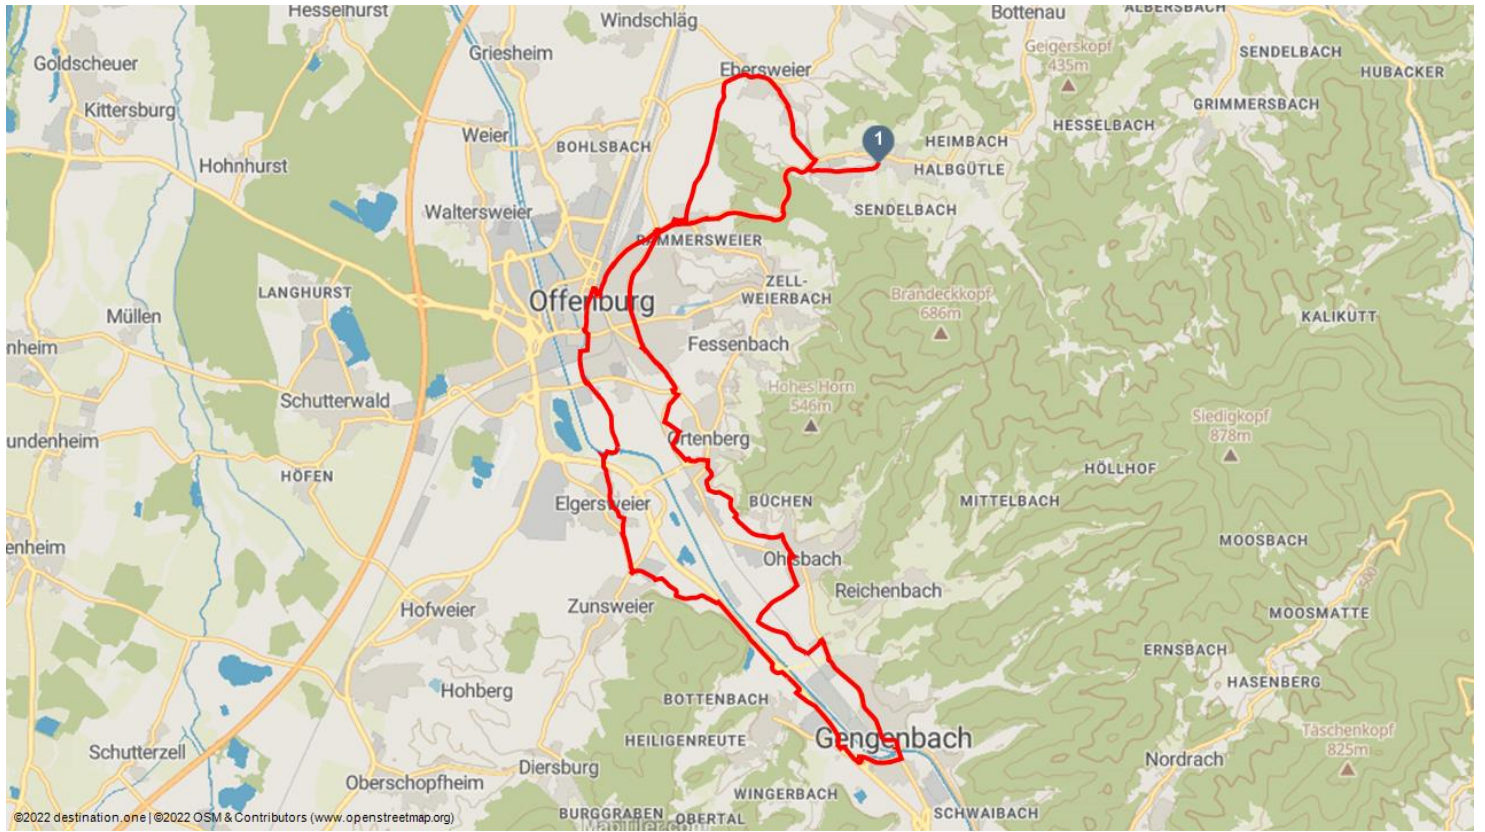 Hesselhurst
Windschläg
Bottenau
ALBERSBACH
Goldscheuer
Griesheim
Ebersweier
Geigerskopf
435m
SENDELBACH
HUBACKER
Kittersburg
GRIMMERSBACH
Weier
BOHLSBACH
1
HEIMBACH
HESSELBACH
Hohnhurst
HALBGÜTLE
Waltersweier
SENDELBACH
RAMMERSWEIER
LANGHURST
Offenburg
ZELL-
WEIERBACH
Brandeckkopf
686m
Müllen
KALIKUTT
nheim
Fessenbach
Schutterwald
Hohes Horn
546m
Siedigkopf
878m
undenheim
Ortenberg
HÖFEN
HÖLLHOF
Elgersweier
BÜCHEN
MITTELBACH
enheim
MOOSBACH
Ohlsbach
Reichenbach
Hofweier
Zunsweier
MOOSMATTE
ERNSBACH
HASENBERG
Hohberg
BOTTENBACH
Täschenkopf
825m
HEILIGENREUTE
Gengenbach
Schutterzell
Diersburg
Nordrach
Oberschopfheim
WINGERBACH
BURGGRABEN
OBERTAL
SCHWAIBACH
©2022 destination.one | ©2022 OSM & Contributors (www.openstreetmap.org)